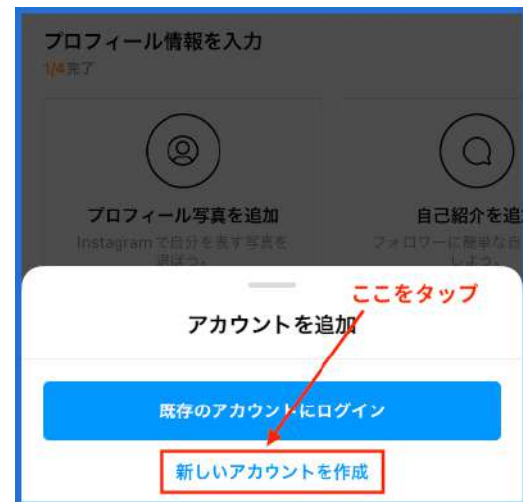 プロフィール情報を入力
1/4完了
プロフィール写真を追加
自己紹介を追
Instagramで自分を表す写真を
選ぼう。
フォロワーに簡単な自
しよう。
ここをタップ
アカウントを追加
既存のアカウントにログイン
新しいアカウントを作成